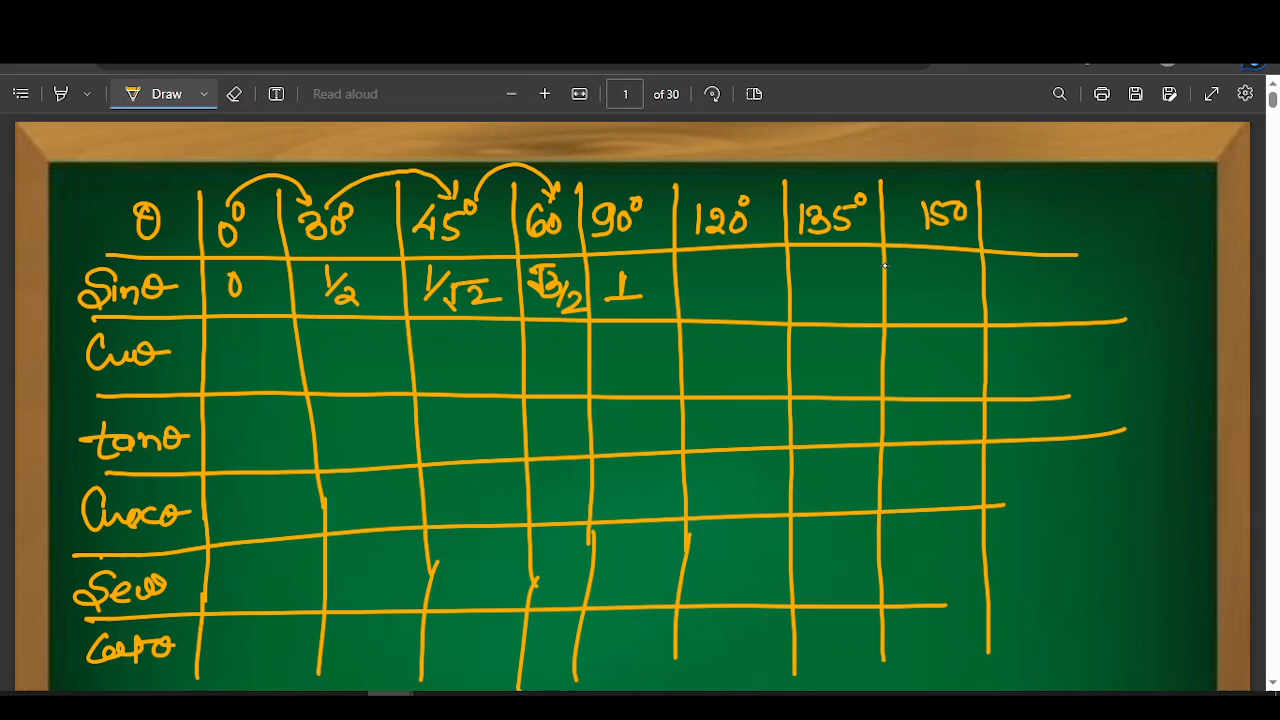 Draw
Read aloud
1 of 30
θ 0° 30° 45° 60 90° 120° 135° 150
Sinθ 0 1/2 1/√2 √3/2 1
Cosθ
tanθ
Cosecθ
Secθ
Cotθ